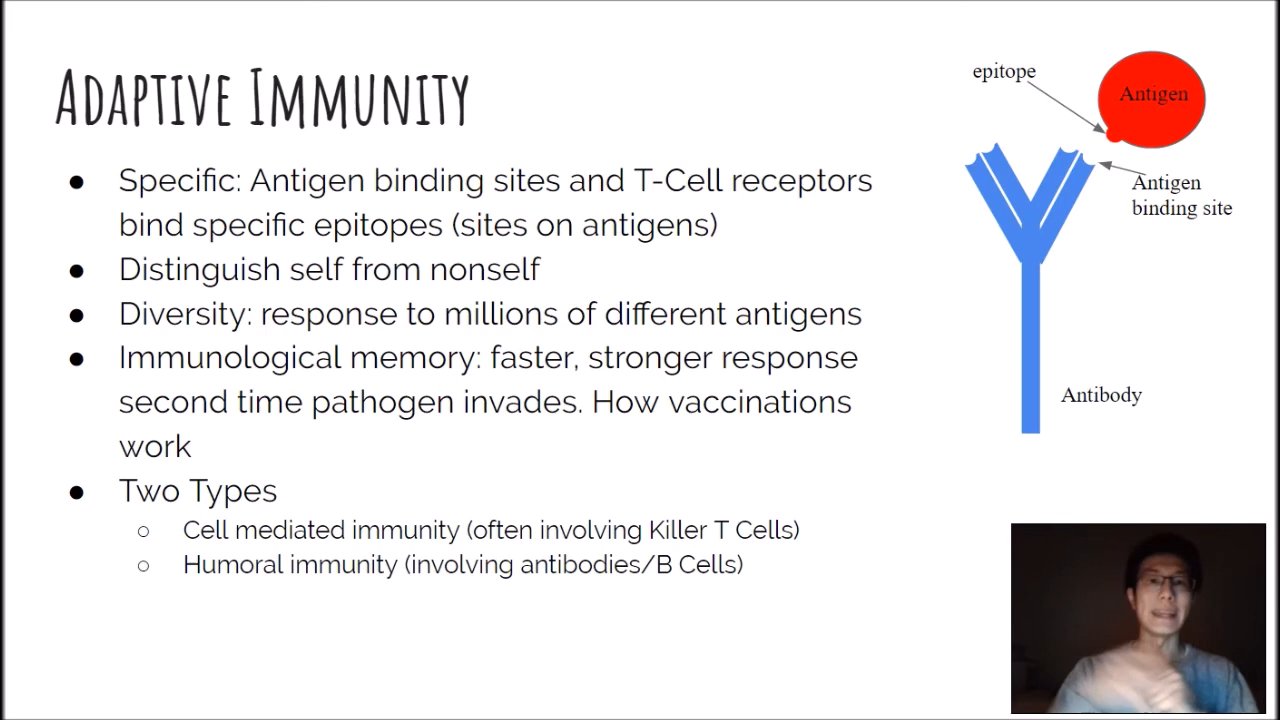 Adaptive Immunity
● Specific: Antigen binding sites and T-Cell receptors
bind specific epitopes (sites on antigens)
● Distinguish self from nonself
● Diversity: response to millions of different antigens
● Immunological memory: faster, stronger response
second time pathogen invades. How vaccinations
work
● Two Types
○ Cell mediated immunity (often involving Killer T Cells)
○ Humoral immunity (involving antibodies/B Cells)
epitope
Antigen
Antigen
binding site
Antibody